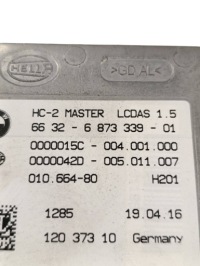 HELLA
>GD AL<
HC-2 MASTER LCDAS 1.5
66 32 - 6 873 339 - 01
0000015C - 004.001.000
0000042D - 005.011.007
010.664-80 H201
1285 19.04.16
120 373 10 Germany